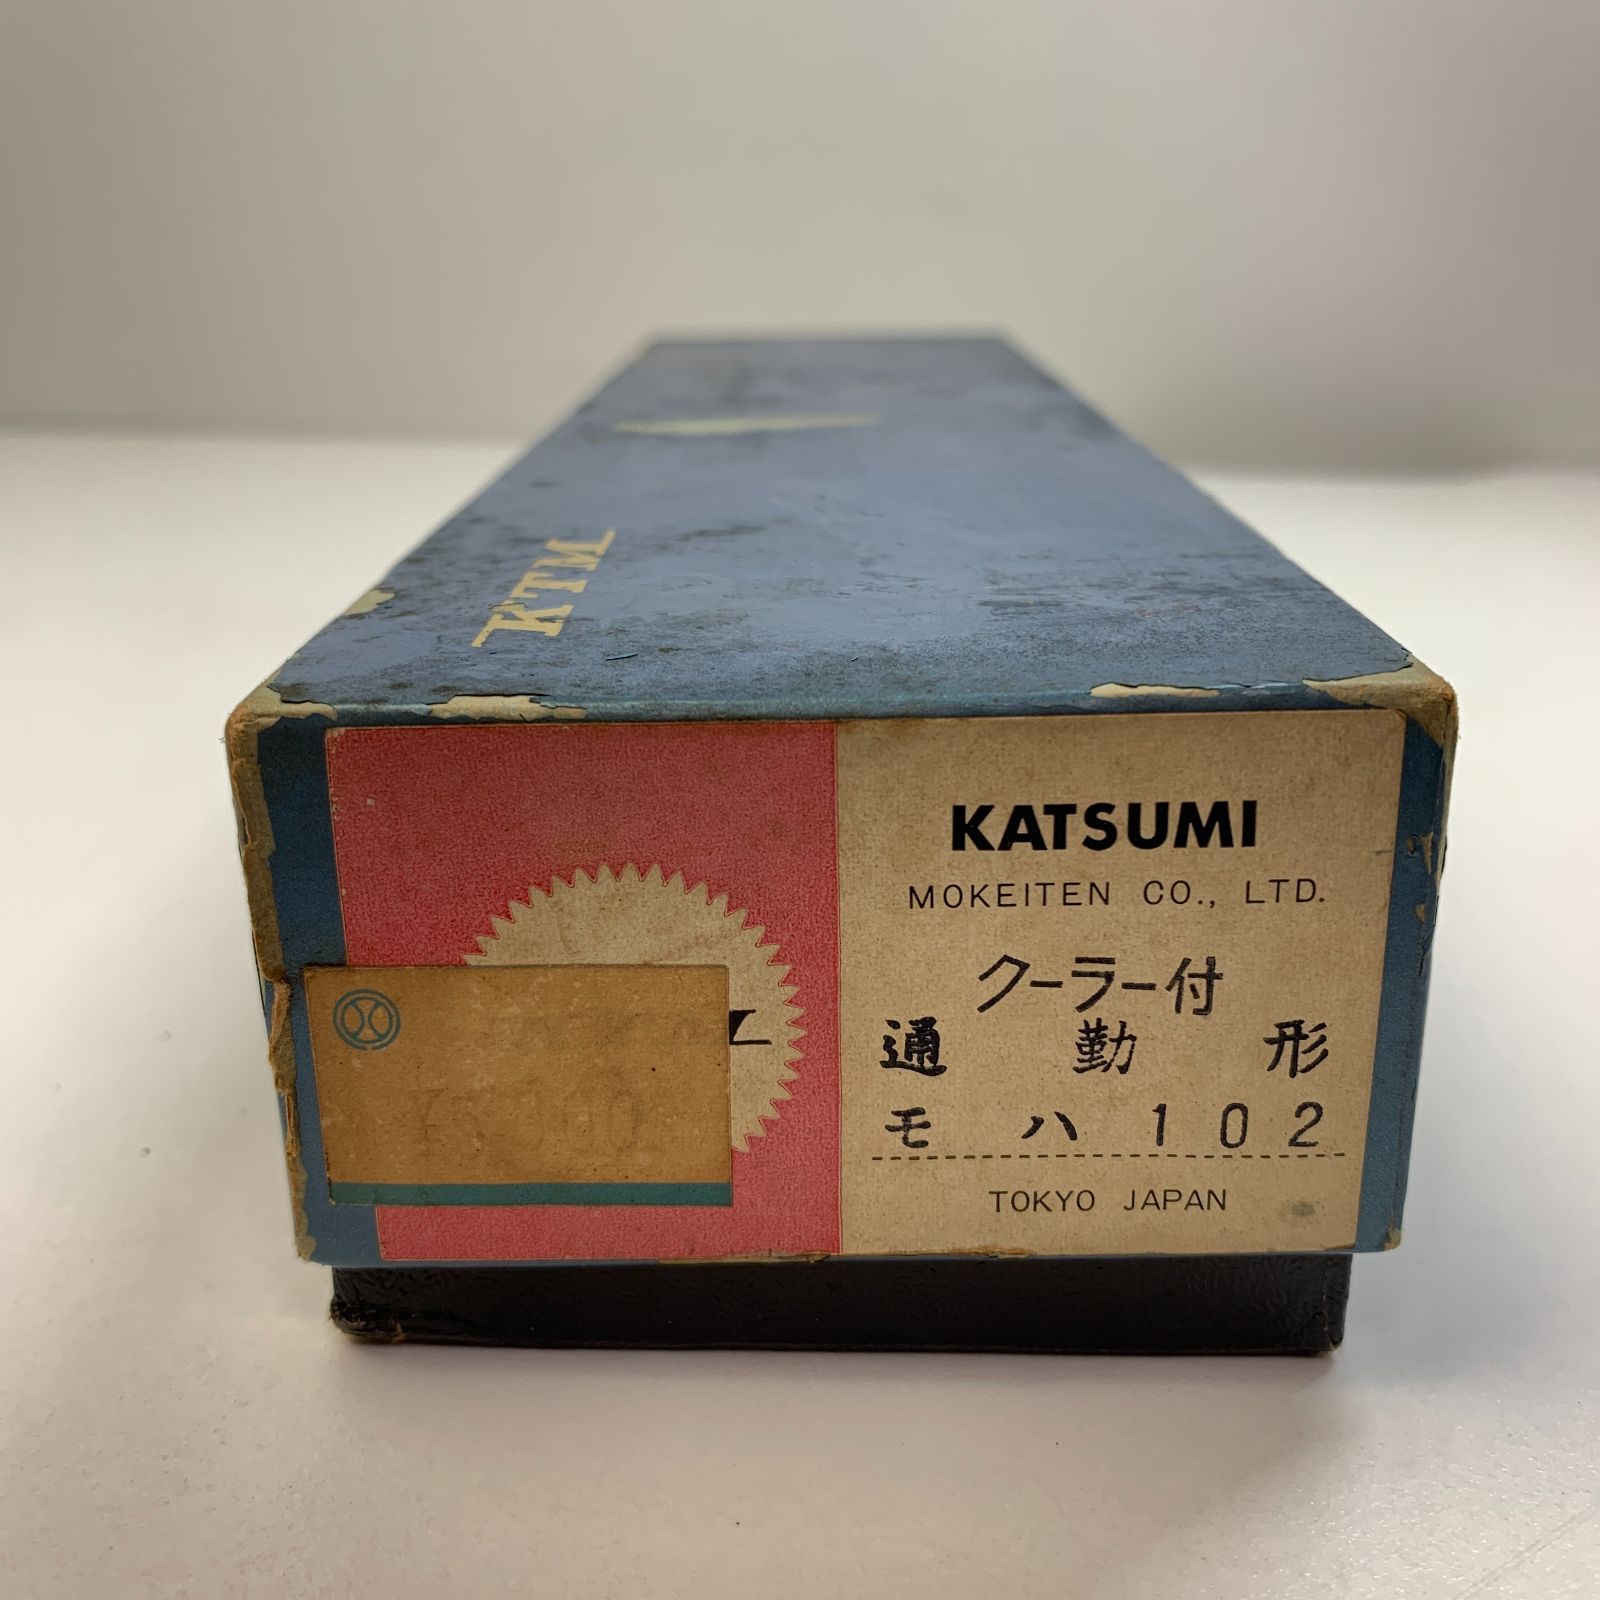 KTM
KATSUMI
MOKEITEN CO., LTD.
クーラー付
通勤形
モハ102
TOKYO JAPAN